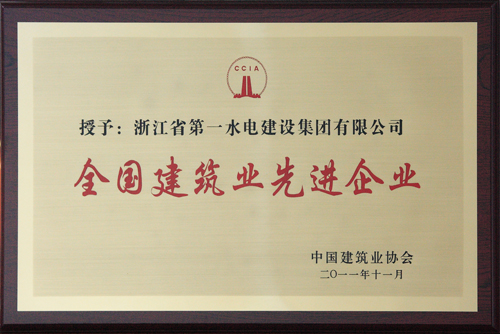 CCIA
授予：浙江省第一水电建设集团有限公司
全国建筑业先进企业
中国建筑业协会
二〇一一年十一月